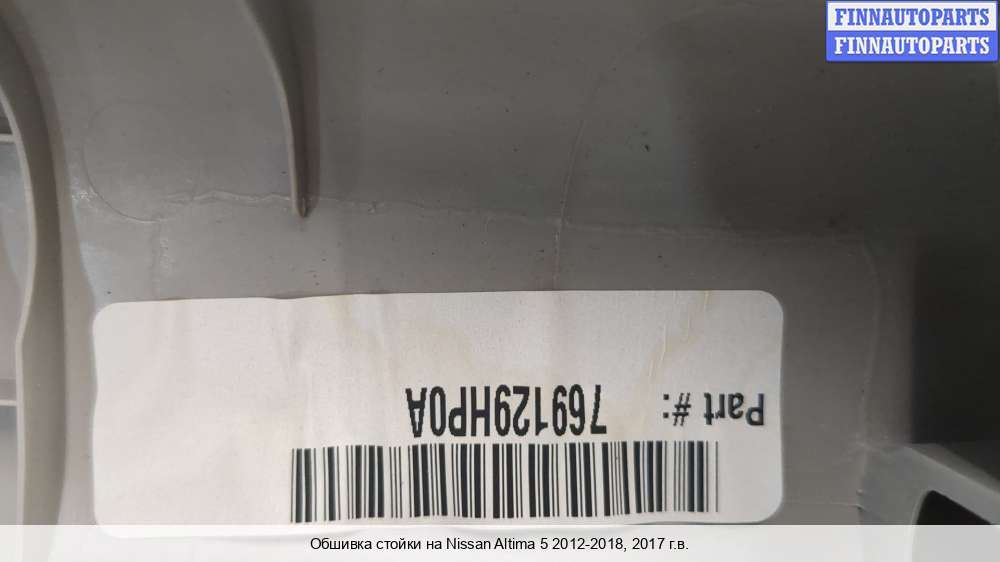 FINNAUTOPARTS
FINNAUTOPARTS
Part #: 769129HP0A
Обшивка стойки на Nissan Altima 5 2012-2018, 2017 г.в.